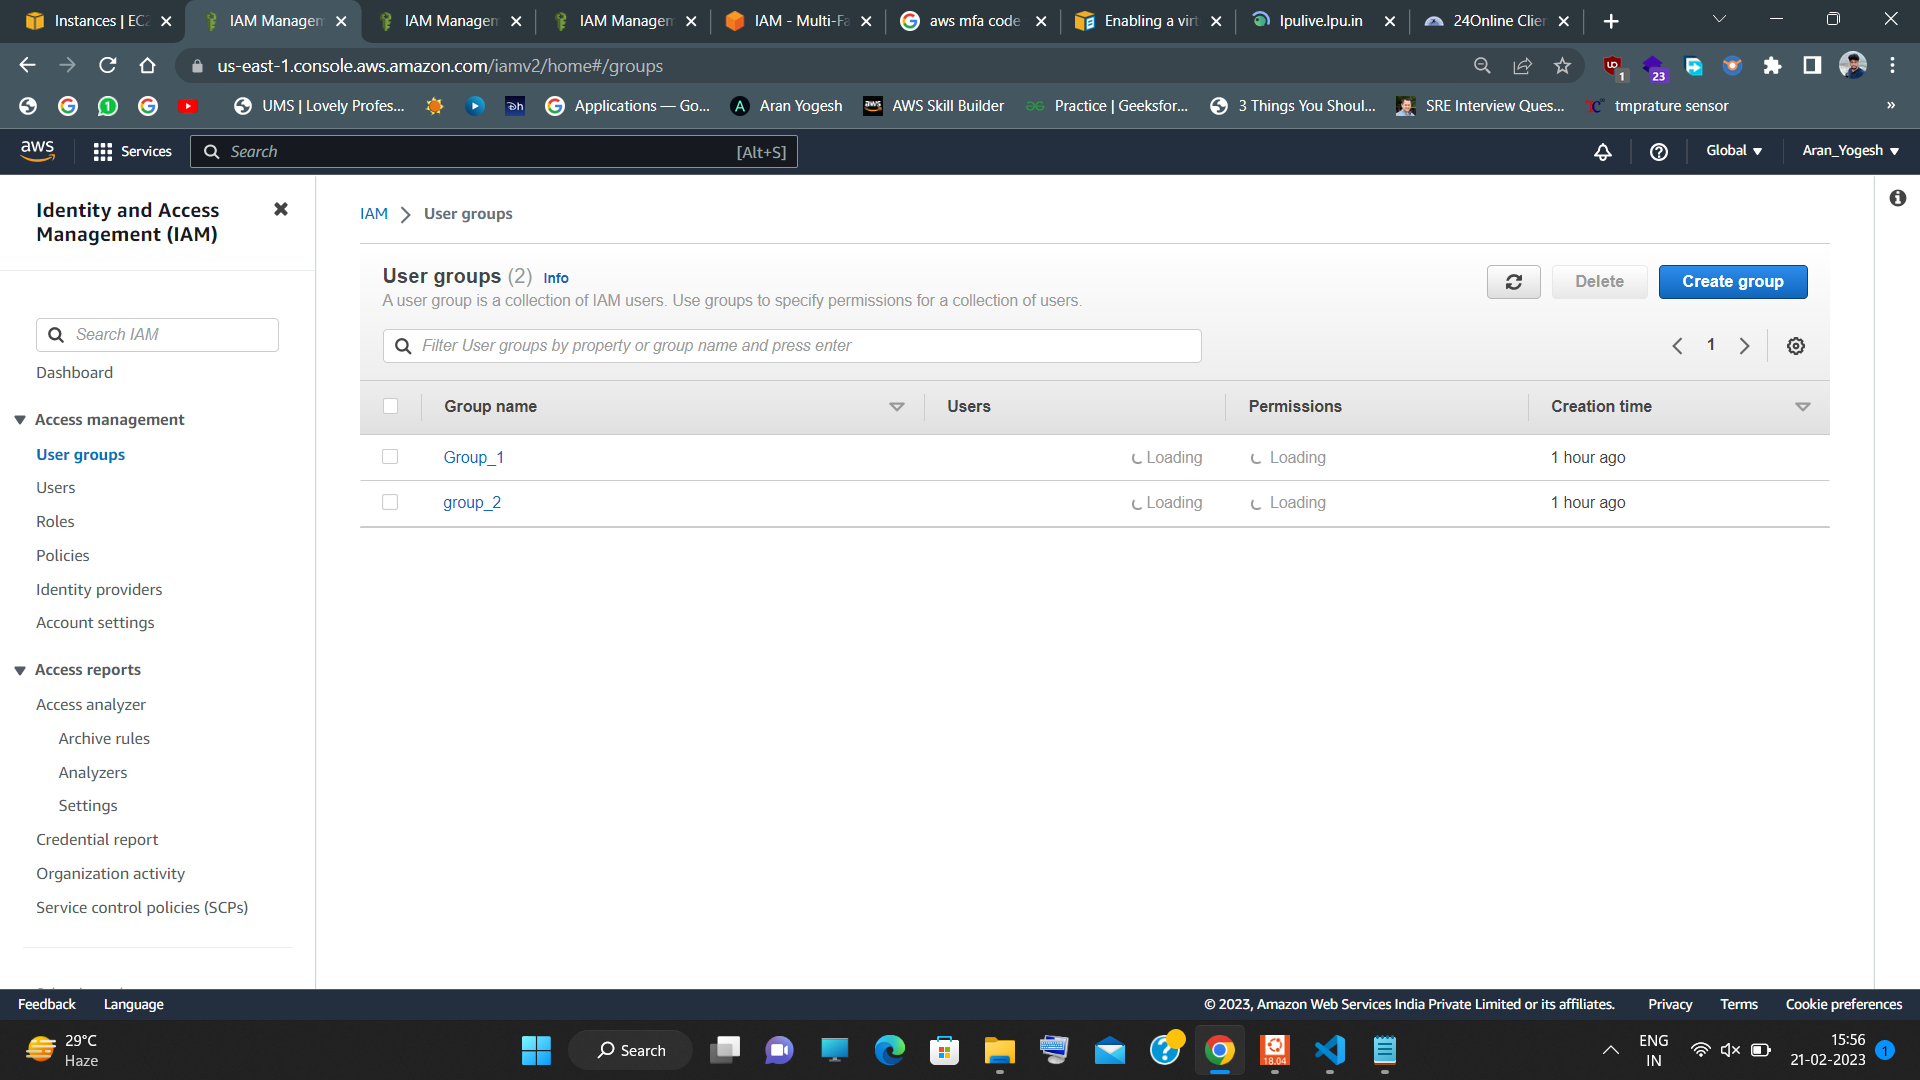 Instances | EC2
IAM Managem
IAM Managem
IAM Managem
IAM - Multi-Fa
aws mfa code
Enabling a virt
lpulive.lpu.in
24Online Clien
us-east-1.console.aws.amazon.com/iamv2/home#/groups
1
23
UMS | Lovely Profes...
Applications — Go...
Aran Yogesh
AWS Skill Builder
Practice | Geeksfor...
3 Things You Shoul...
SRE Interview Ques...
tmprature sensor
»
aws
Services
Search
[Alt+S]
Global
Aran_Yogesh
Identity and Access
Management (IAM)
Search IAM
Dashboard
Access management
User groups
Users
Roles
Policies
Identity providers
Account settings
Access reports
Access analyzer
Archive rules
Analyzers
Settings
Credential report
Organization activity
Service control policies (SCPs)
IAM > User groups
User groups (2) Info
A user group is a collection of IAM users. Use groups to specify permissions for a collection of users.
Delete
Create group
Filter User groups by property or group name and press enter
1
Group name Users Permissions Creation time
Group_1 Loading Loading 1 hour ago
group_2 Loading Loading 1 hour ago
Feedback Language
© 2023, Amazon Web Services India Private Limited or its affiliates. Privacy Terms Cookie preferences
29°C
Haze
Search
18.04
ENG
IN
15:56
21-02-2023
1